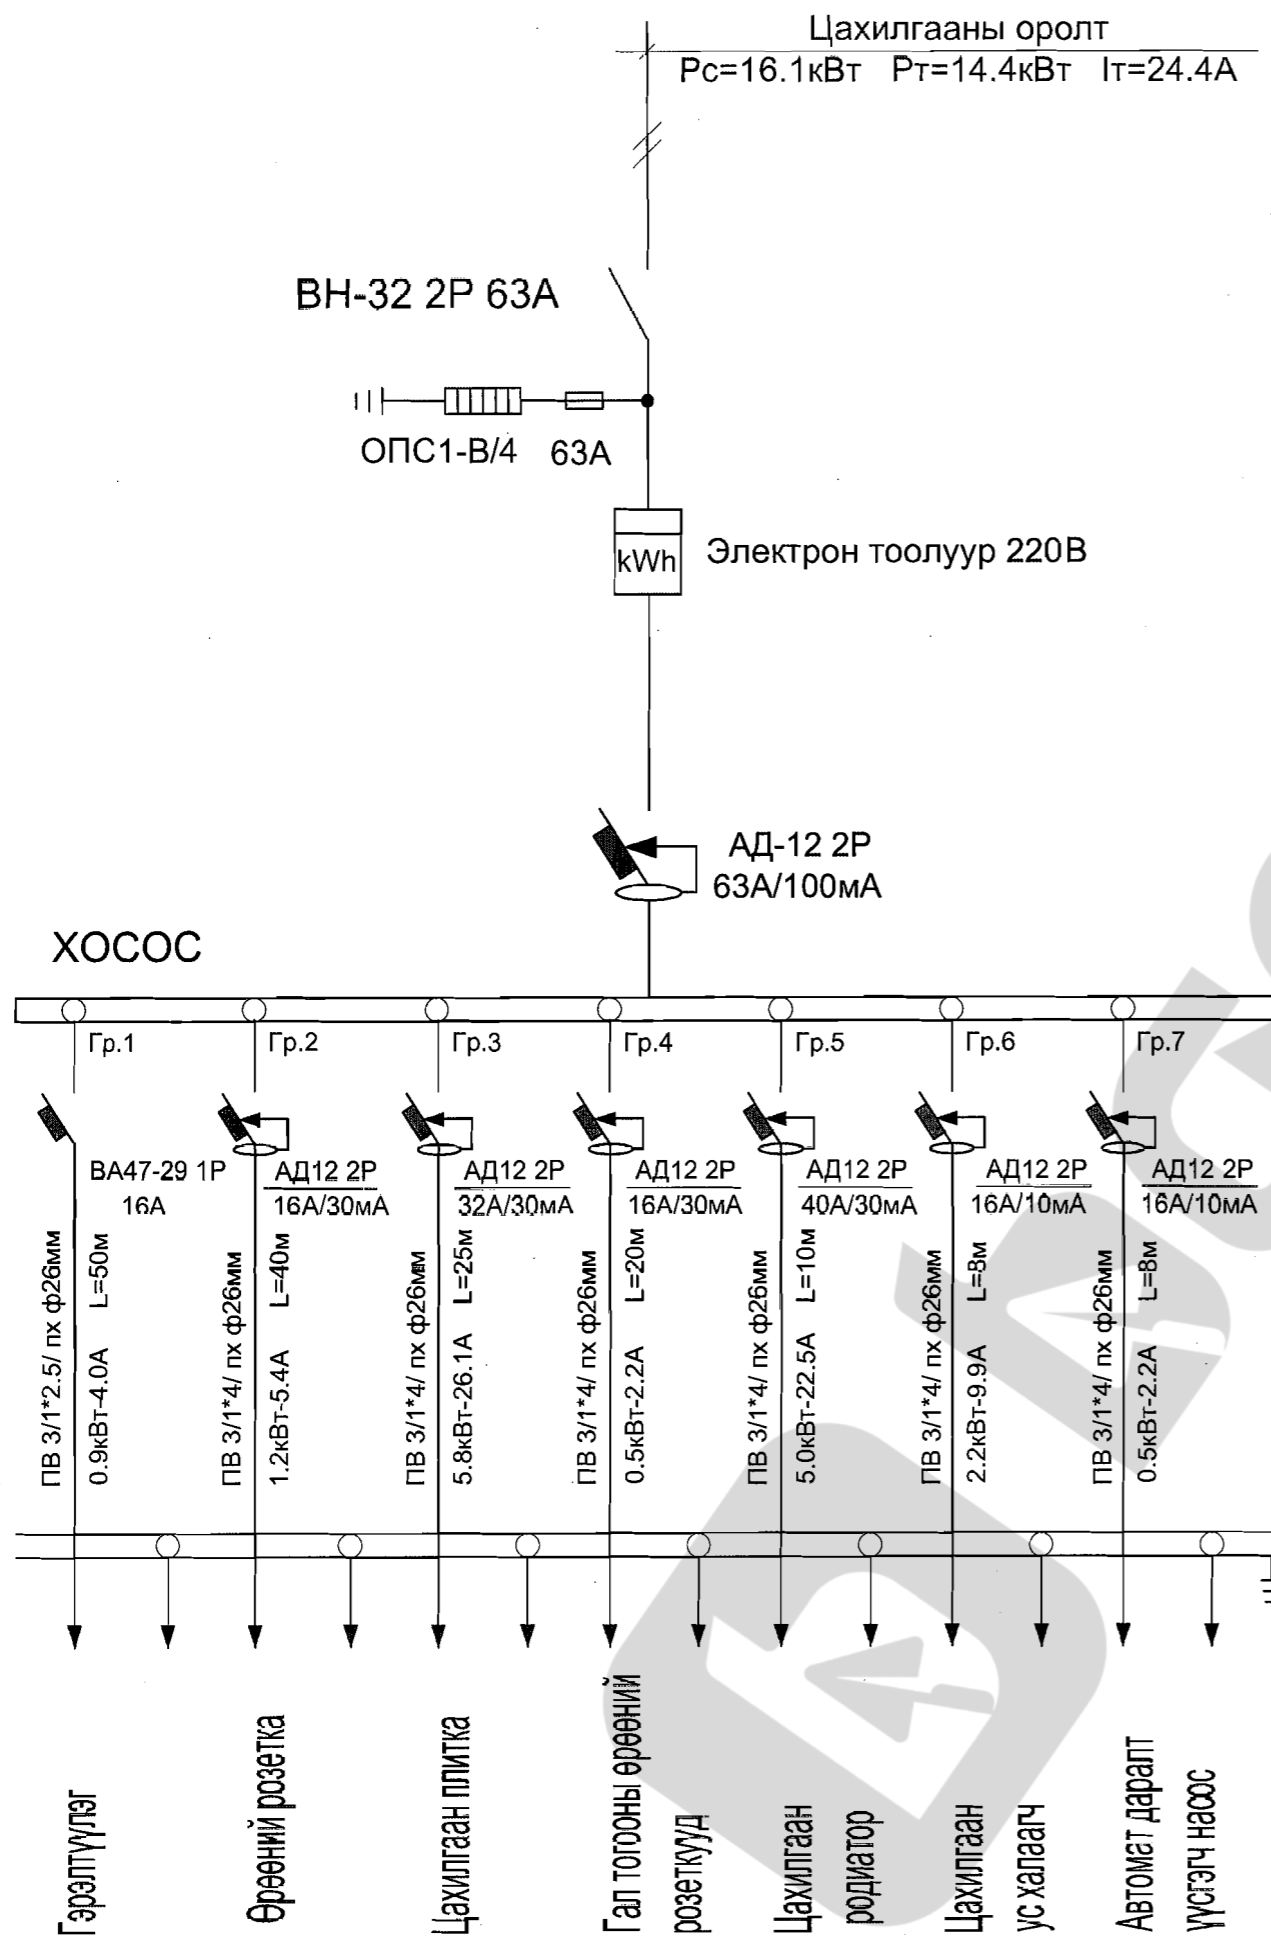 Цахилгааны оролт
Рс=16.1кВт Рт=14.4кВт Iт=24.4А
ВН-32 2Р 63А
ОПС1-В/4 63А
kWh
Электрон тоолуур 220В
АД-12 2Р
63А/100мА
ХОСОС
Гр.1
Гр.2
Гр.3
Гр.4
Гр.5
Гр.6
Гр.7
ВА47-29 1Р
16А
АД12 2Р
16А/30мА
АД12 2Р
32А/30мА
АД12 2Р
16А/30мА
АД12 2Р
40А/30мА
АД12 2Р
16А/10мА
АД12 2Р
16А/10мА
ПВ 3/1*2.5/ пх ф26мм
0.9кВт-4.0А L=50м
ПВ 3/1*4/ пх ф26мм
1.2кВт-5.4А L=40м
ПВ 3/1*4/ пх ф26мм
5.8кВт-26.1А L=25м
ПВ 3/1*4/ пх ф26мм
0.5кВт-2.2А L=20м
ПВ 3/1*4/ пх ф26мм
5.0кВт-22.5А L=10м
ПВ 3/1*4/ пх ф26мм
2.2кВт-9.9А L=8м
ПВ 3/1*4/ пх ф26мм
0.5кВт-2.2А L=8м
Гэрэлтүүлэг
Өрөөний розетка
Цахилгаан плитка
Гал тогооны өрөөний
розеткууд
Цахилгаан
родиатор
Цахилгаан
ус халаагч
Автомат даралт
үүсгэгч насос